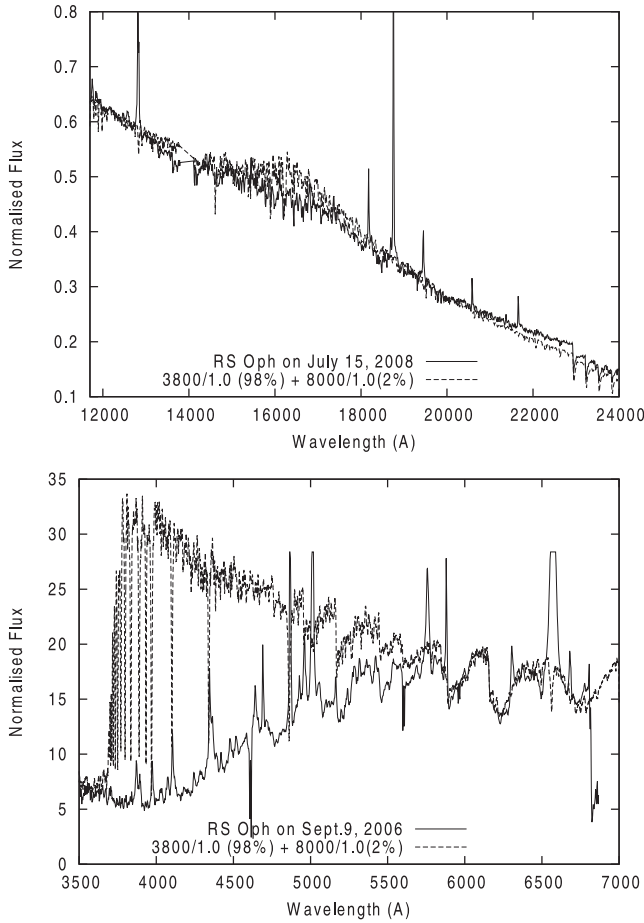 0.8
0.7
0.6
0.5
0.4
0.3
0.2
0.1
Normalised Flux
RS Oph on July 15, 2008
3800/1.0 (98%) + 8000/1.0(2%)
12000 14000 16000 18000 20000 22000 24000
Wavelength (A)
35
30
25
20
15
10
5
0
Normalised Flux
RS Oph on Sept.9, 2006
3800/1.0 (98%) + 8000/1.0(2%)
3500 4000 4500 5000 5500 6000 6500 7000
Wavelength (A)